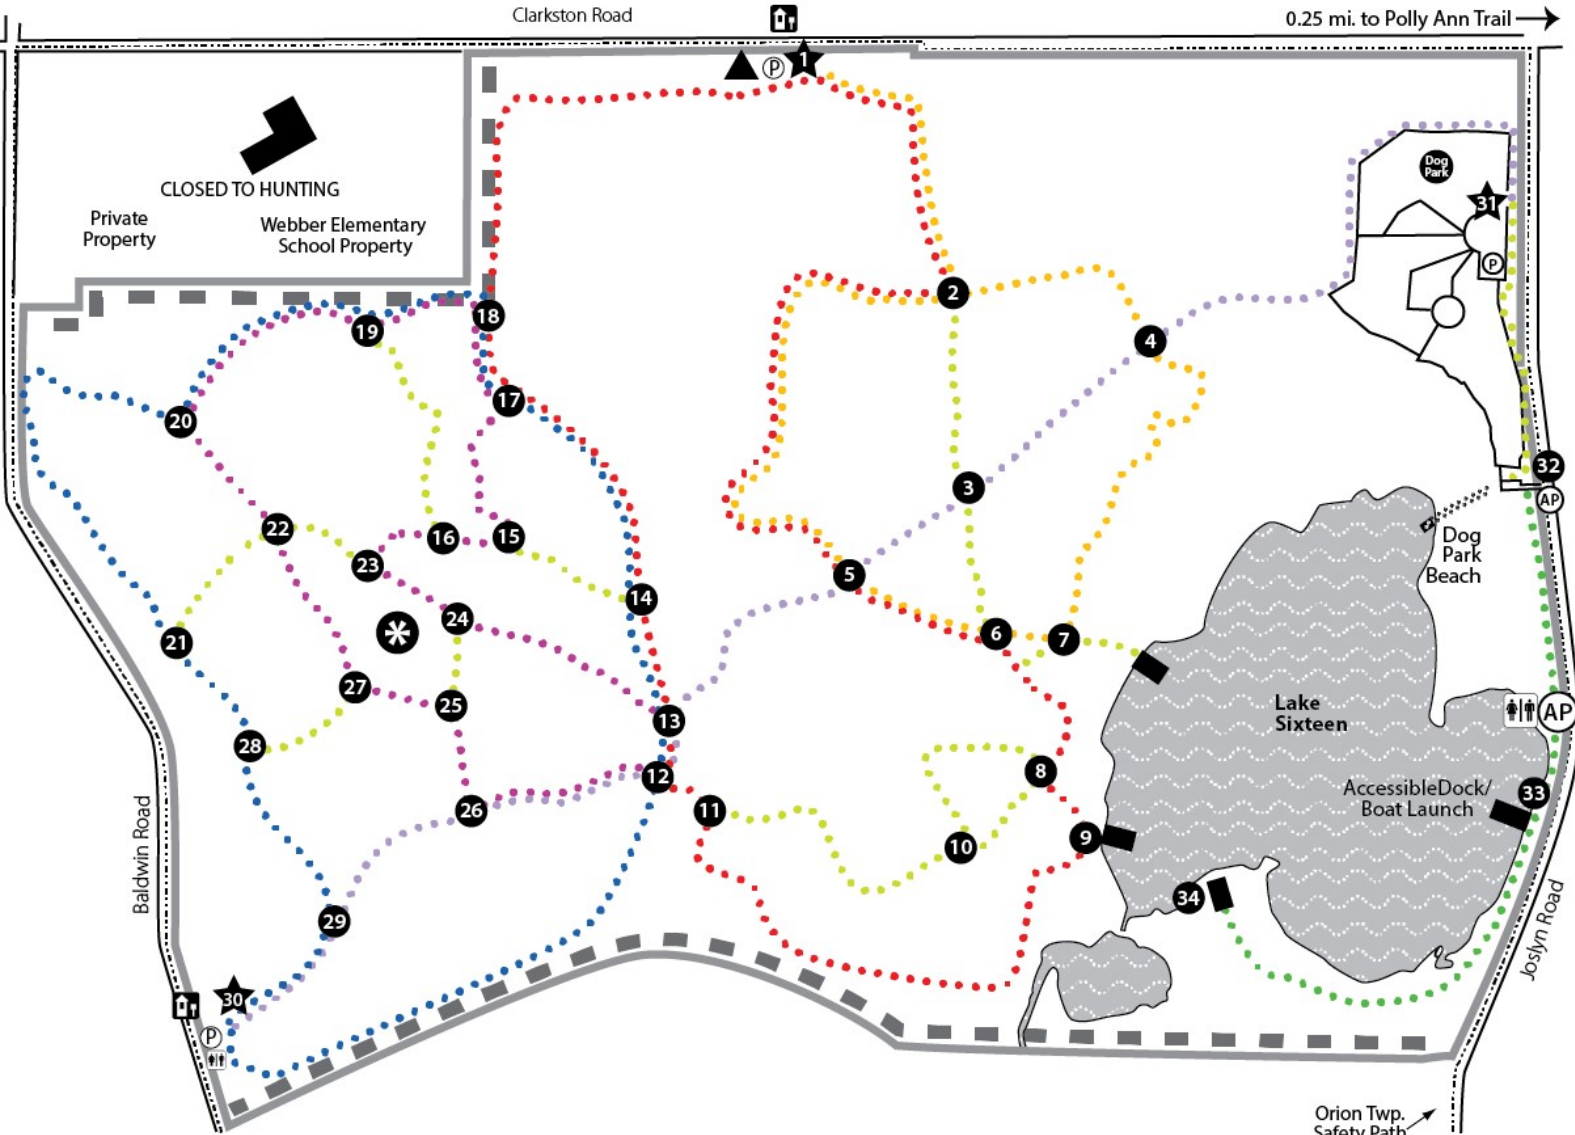 Clarkston Road
0.25 mi. to Polly Ann Trail
P
1
CLOSED TO HUNTING
Private
Property
Webber Elementary
School Property
Dog
Park
31
P
2
18
19
4
17
20
32
3
AP
22
16
15
Dog
Park
Beach
23
5
14
24
6
7
21
27
25
13
Lake
Sixteen
AP
28
12
8
AccessibleDock/
Boat Launch
33
26
11
9
10
Baldwin Road
34
29
Joslyn Road
30
P
Orion Twp.
Safety Path